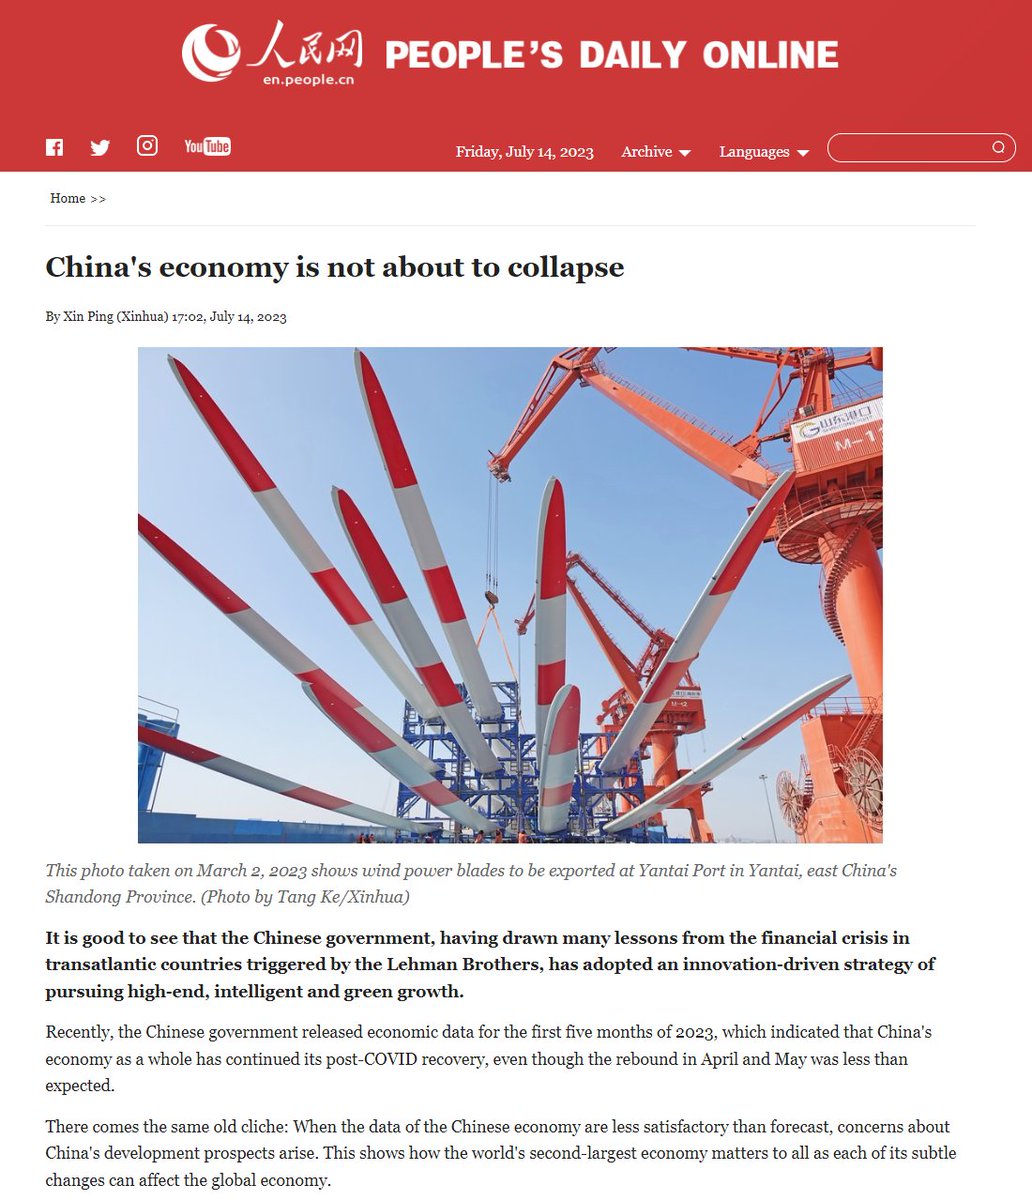 人民网
en.people.cn
PEOPLE'S DAILY ONLINE
You Tube
Friday, July 14, 2023
Archive
Languages
Home >>
China's economy is not about to collapse
By Xin Ping (Xinhua) 17:02, July 14, 2023
山东港口
M-11
M-12
This photo taken on March 2, 2023 shows wind power blades to be exported at Yantai Port in Yantai, east China's
Shandong Province. (Photo by Tang Ke/Xinhua)
It is good to see that the Chinese government, having drawn many lessons from the financial crisis in
transatlantic countries triggered by the Lehman Brothers, has adopted an innovation-driven strategy of
pursuing high-end, intelligent and green growth.
Recently, the Chinese government released economic data for the first five months of 2023, which indicated that China's
economy as a whole has continued its post-COVID recovery, even though the rebound in April and May was less than
expected.
There comes the same old cliche: When the data of the Chinese economy are less satisfactory than forecast, concerns about
China's development prospects arise. This shows how the world's second-largest economy matters to all as each of its subtle
changes can affect the global economy.